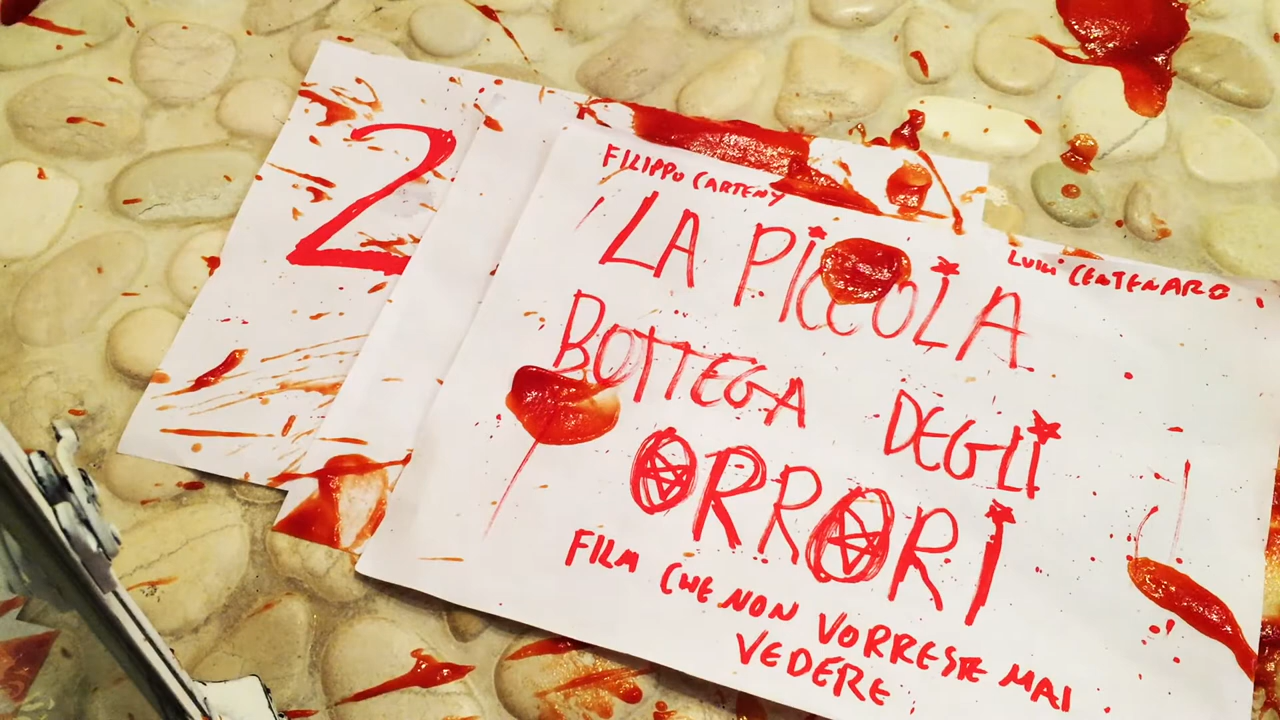 2
FILIPPO CARTENY
LUIGI CENTENARO
LA PICCOLA
BOTTEGA DEGLI
ORRORI
FILM CHE NON VORRESTE MAI
VEDERE